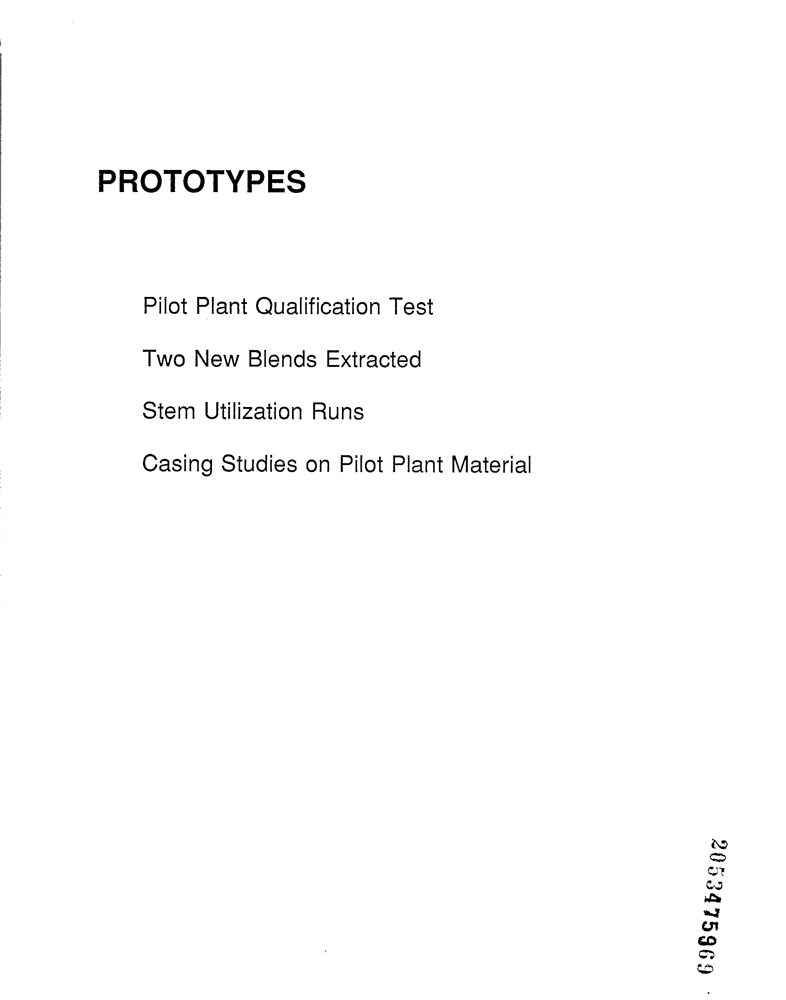 PROTOTYPES
Pilot Plant Qualification Test
Two New Blends Extracted
Stem Utilization Runs
Casing Studies on Pilot Plant Material
2053475969